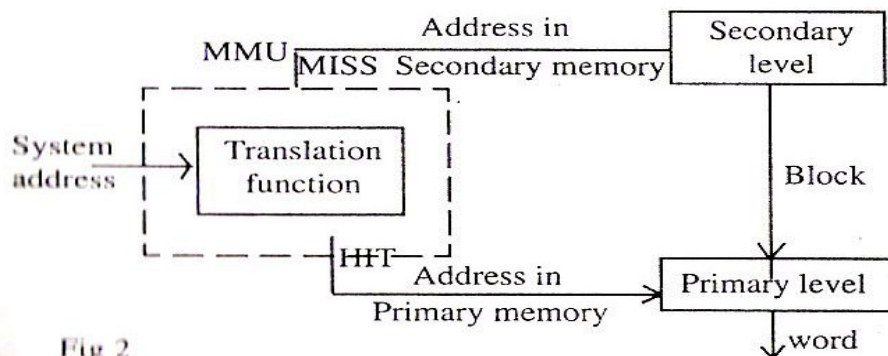 Address in
Secondary
level
MMU
MISS Secondary memory
System
address
Translation
function
Block
HIT
Address in
Primary memory
Primary level
word
Fig 2